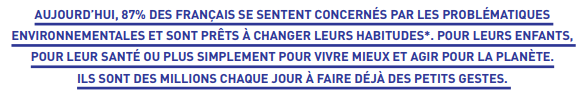 AUJOURD'HUI, 87% DES FRANÇAIS SE SENTENT CONCERNÉS PAR LES PROBLÉMATIQUES
ENVIRONNEMENTALES ET SONT PRÊTS À CHANGER LEURS HABITUDES*. POUR LEURS ENFANTS,
POUR LEUR SANTÉ OU PLUS SIMPLEMENT POUR VIVRE MIEUX ET AGIR POUR LA PLANÈTE.
ILS SONT DES MILLIONS CHAQUE JOUR À FAIRE DÉJÀ DES PETITS GESTES.